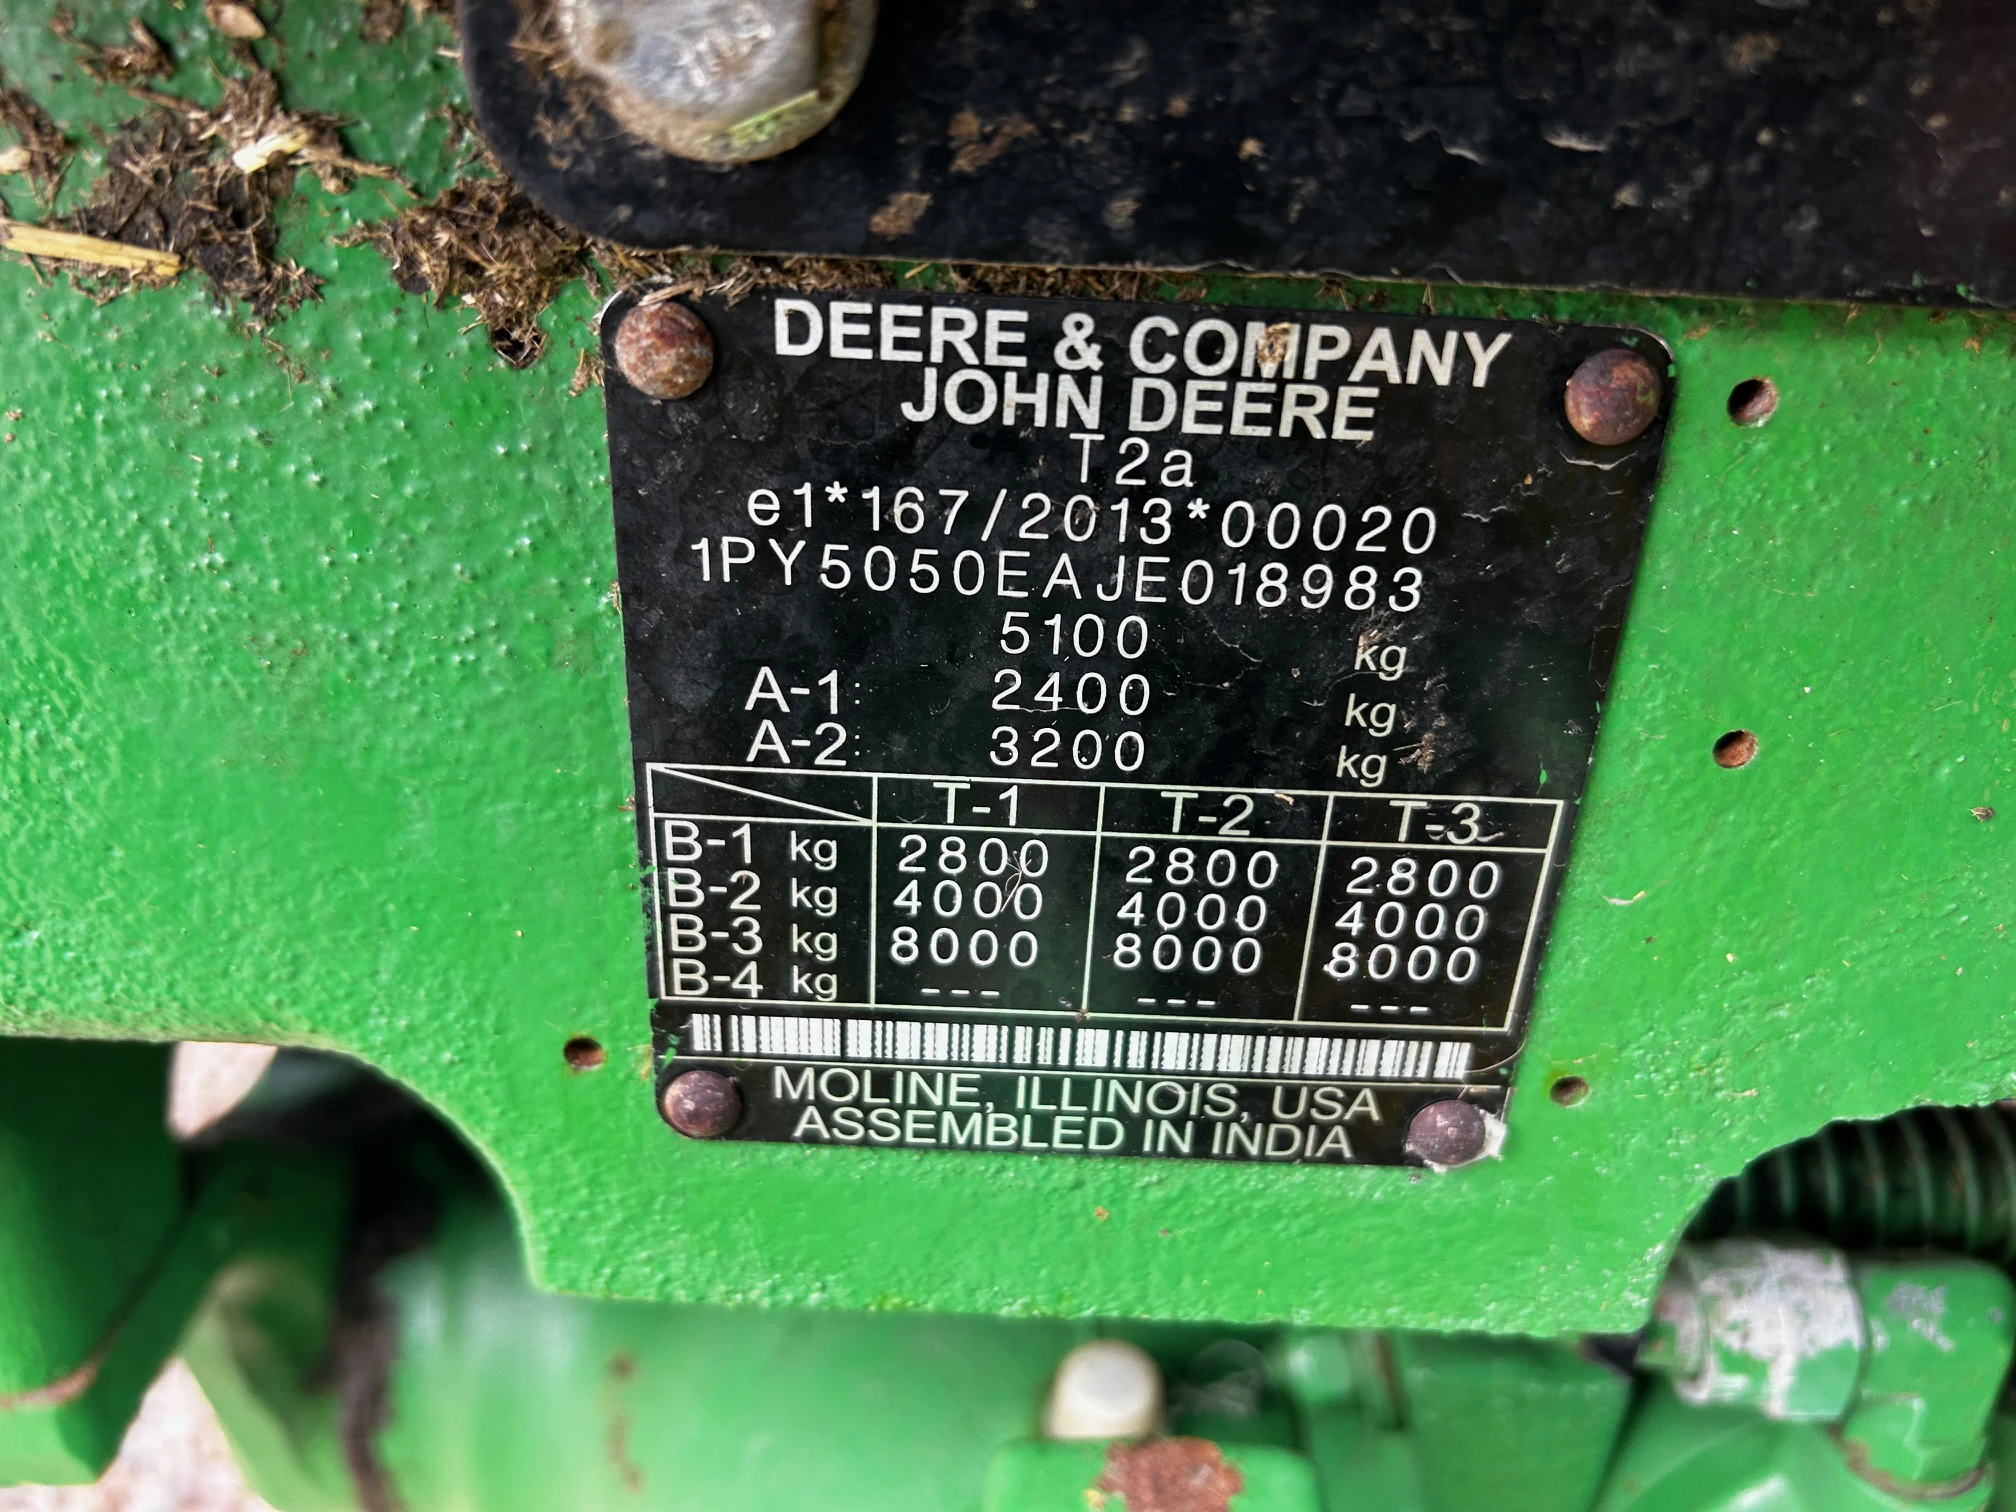 DEERE & COMPANY
JOHN DEERE
T2a
e1*167/2013*00020
1PY5050EAJE018983
5100 kg
A-1: 2400 kg
A-2: 3200 kg
T-1 T-2 T-3
B-1 kg 2800 2800 2800
B-2 kg 4000 4000 4000
B-3 kg 8000 8000 8000
B-4 kg --- --- ---
MOLINE, ILLINOIS, USA
ASSEMBLED IN INDIA